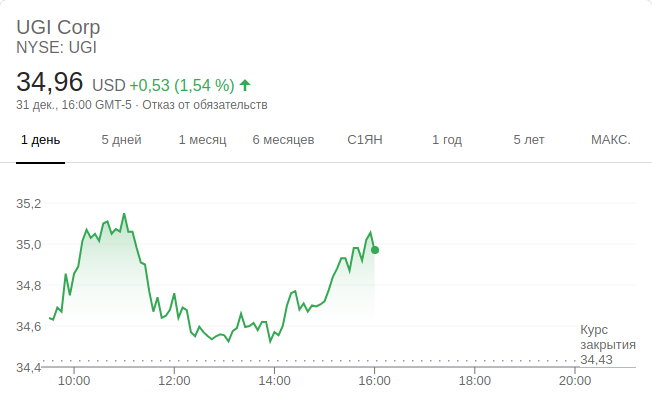 UGI Corp
NYSE: UGI
34,96 USD +0,53 (1,54 %)
31 дек., 16:00 GMT-5 · Отказ от обязательств
1 день 5 дней 1 месяц 6 месяцев С1ЯН 1 год 5 лет МАКС.
35,2
35,0
34,8
34,6
34,4
Курс
закрытия
34,43
10:00 12:00 14:00 16:00 18:00 20:00